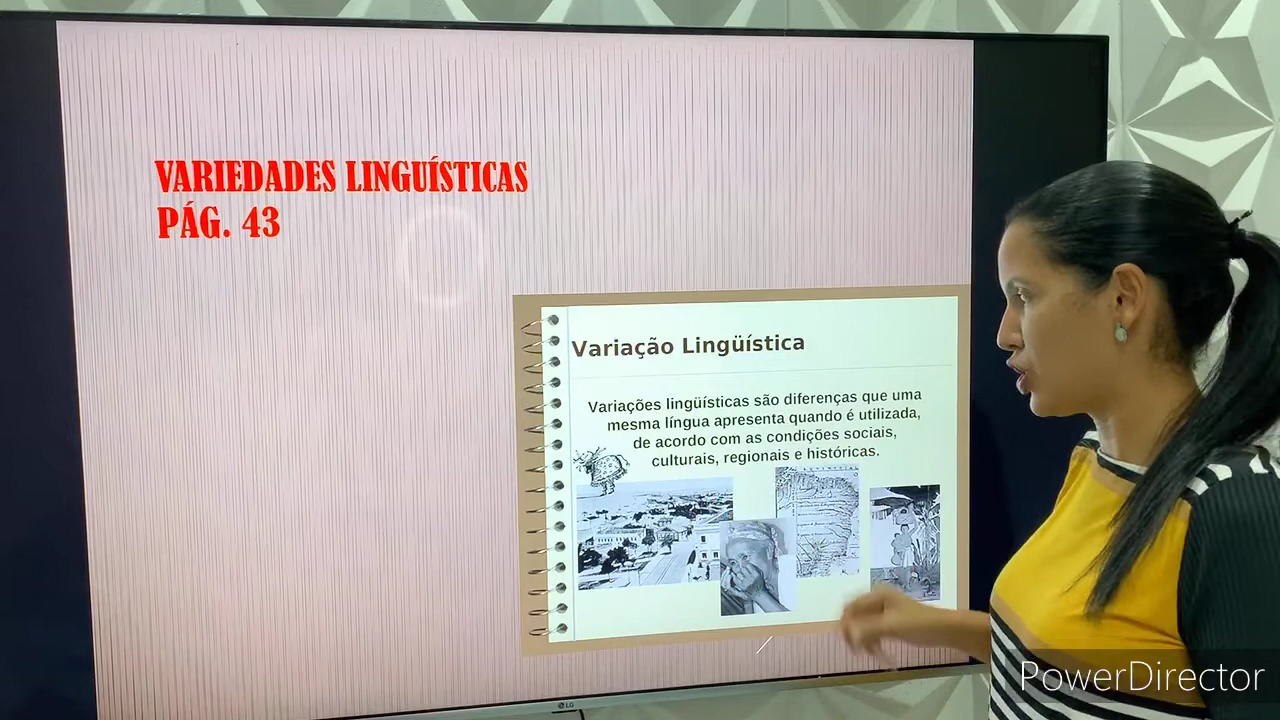 VARIEDADES LINGUÍSTICAS
PÁG. 43
Variação Lingüística
Variações lingüísticas são diferenças que uma
mesma língua apresenta quando é utilizada,
de acordo com as condições sociais,
culturais, regionais e históricas.
LG
PowerDirector